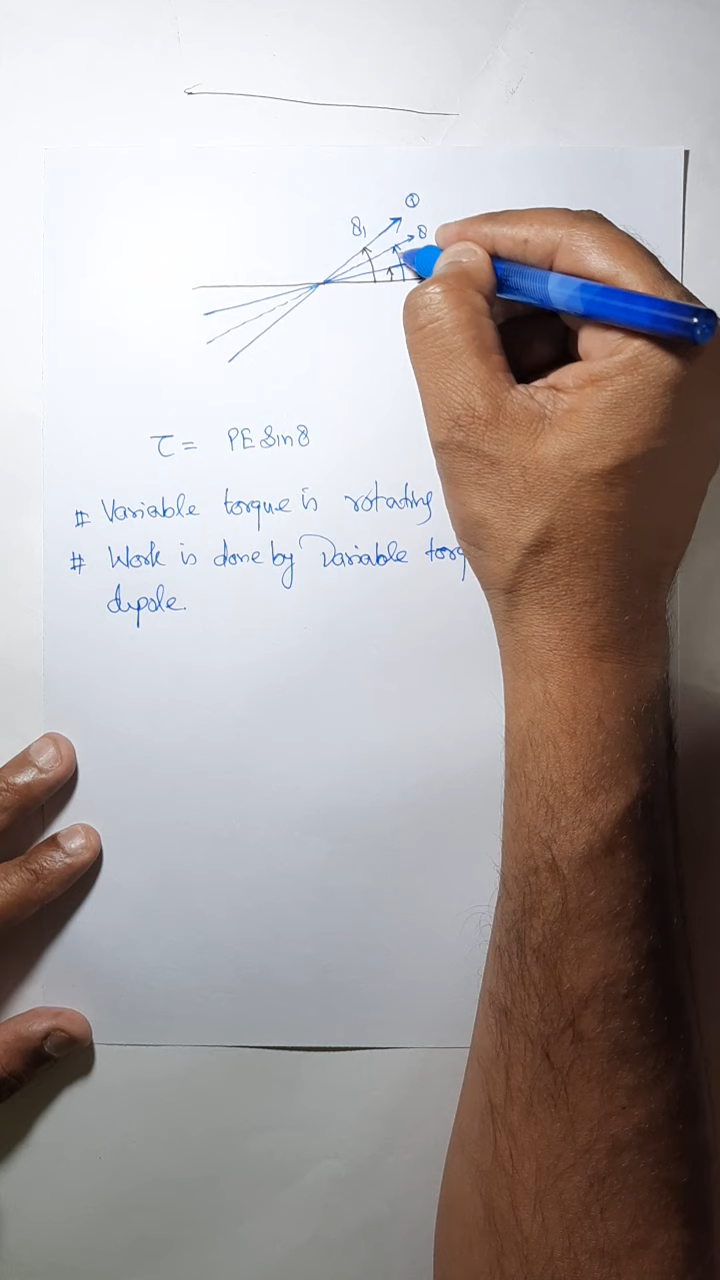 ①
θ₁ θ
τ = PE Sinθ
# Variable torque is rotating
# Work is done by Variable torq
dipole.